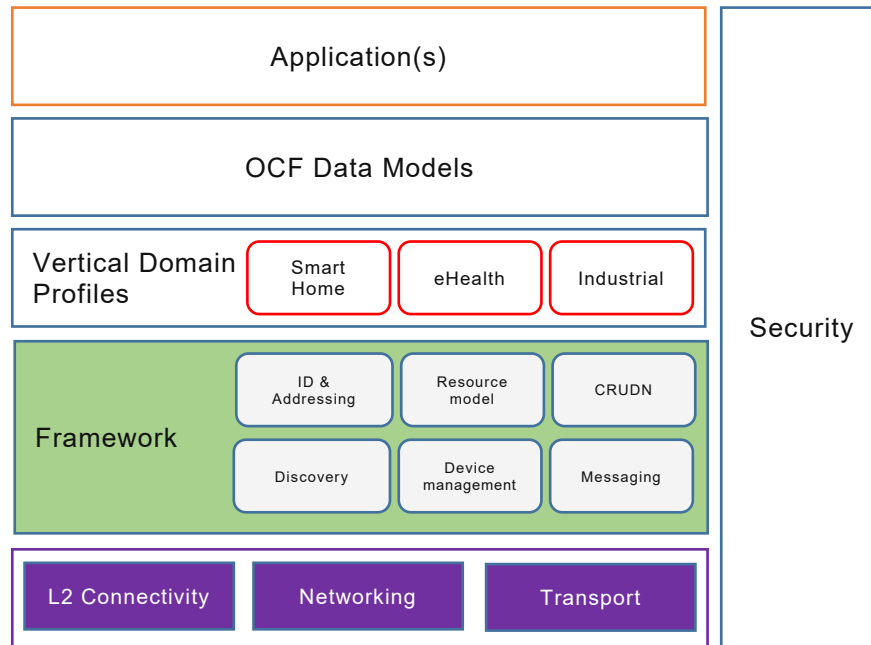 Application(s)
OCF Data Models
Vertical Domain
Profiles
Smart
Home
eHealth
Industrial
Security
Framework
ID &
Addressing
Resource
model
CRUDN
Discovery
Device
management
Messaging
L2 Connectivity
Networking
Transport